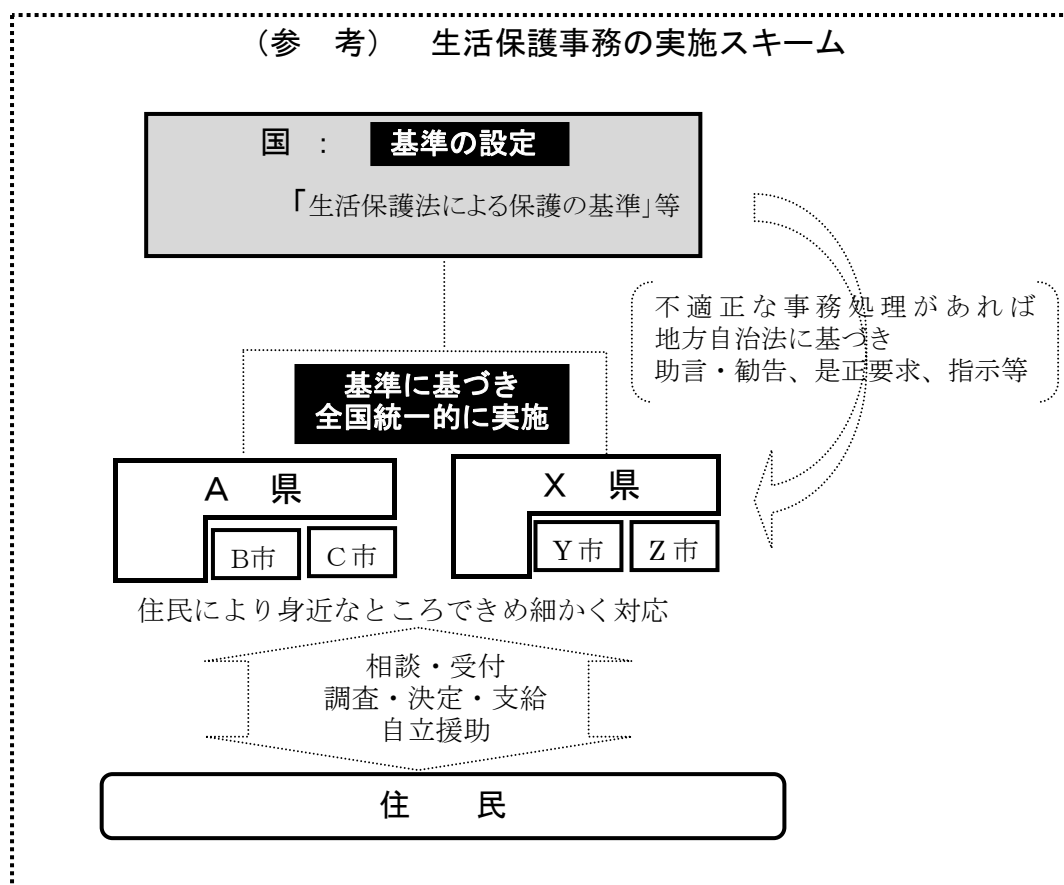 （参　考）　生活保護事務の実施スキーム
国　：　基準の設定
「生活保護法による保護の基準」等
不適正な事務処理があれば
地方自治法に基づき
助言・勧告、是正要求、指示等
基準に基づき
全国統一的に実施
Ａ　県
Ｘ　県
B市
C市
Y市
Z市
住民により身近なところできめ細かく対応
相談・受付
調査・決定・支給
自立援助
住　　民